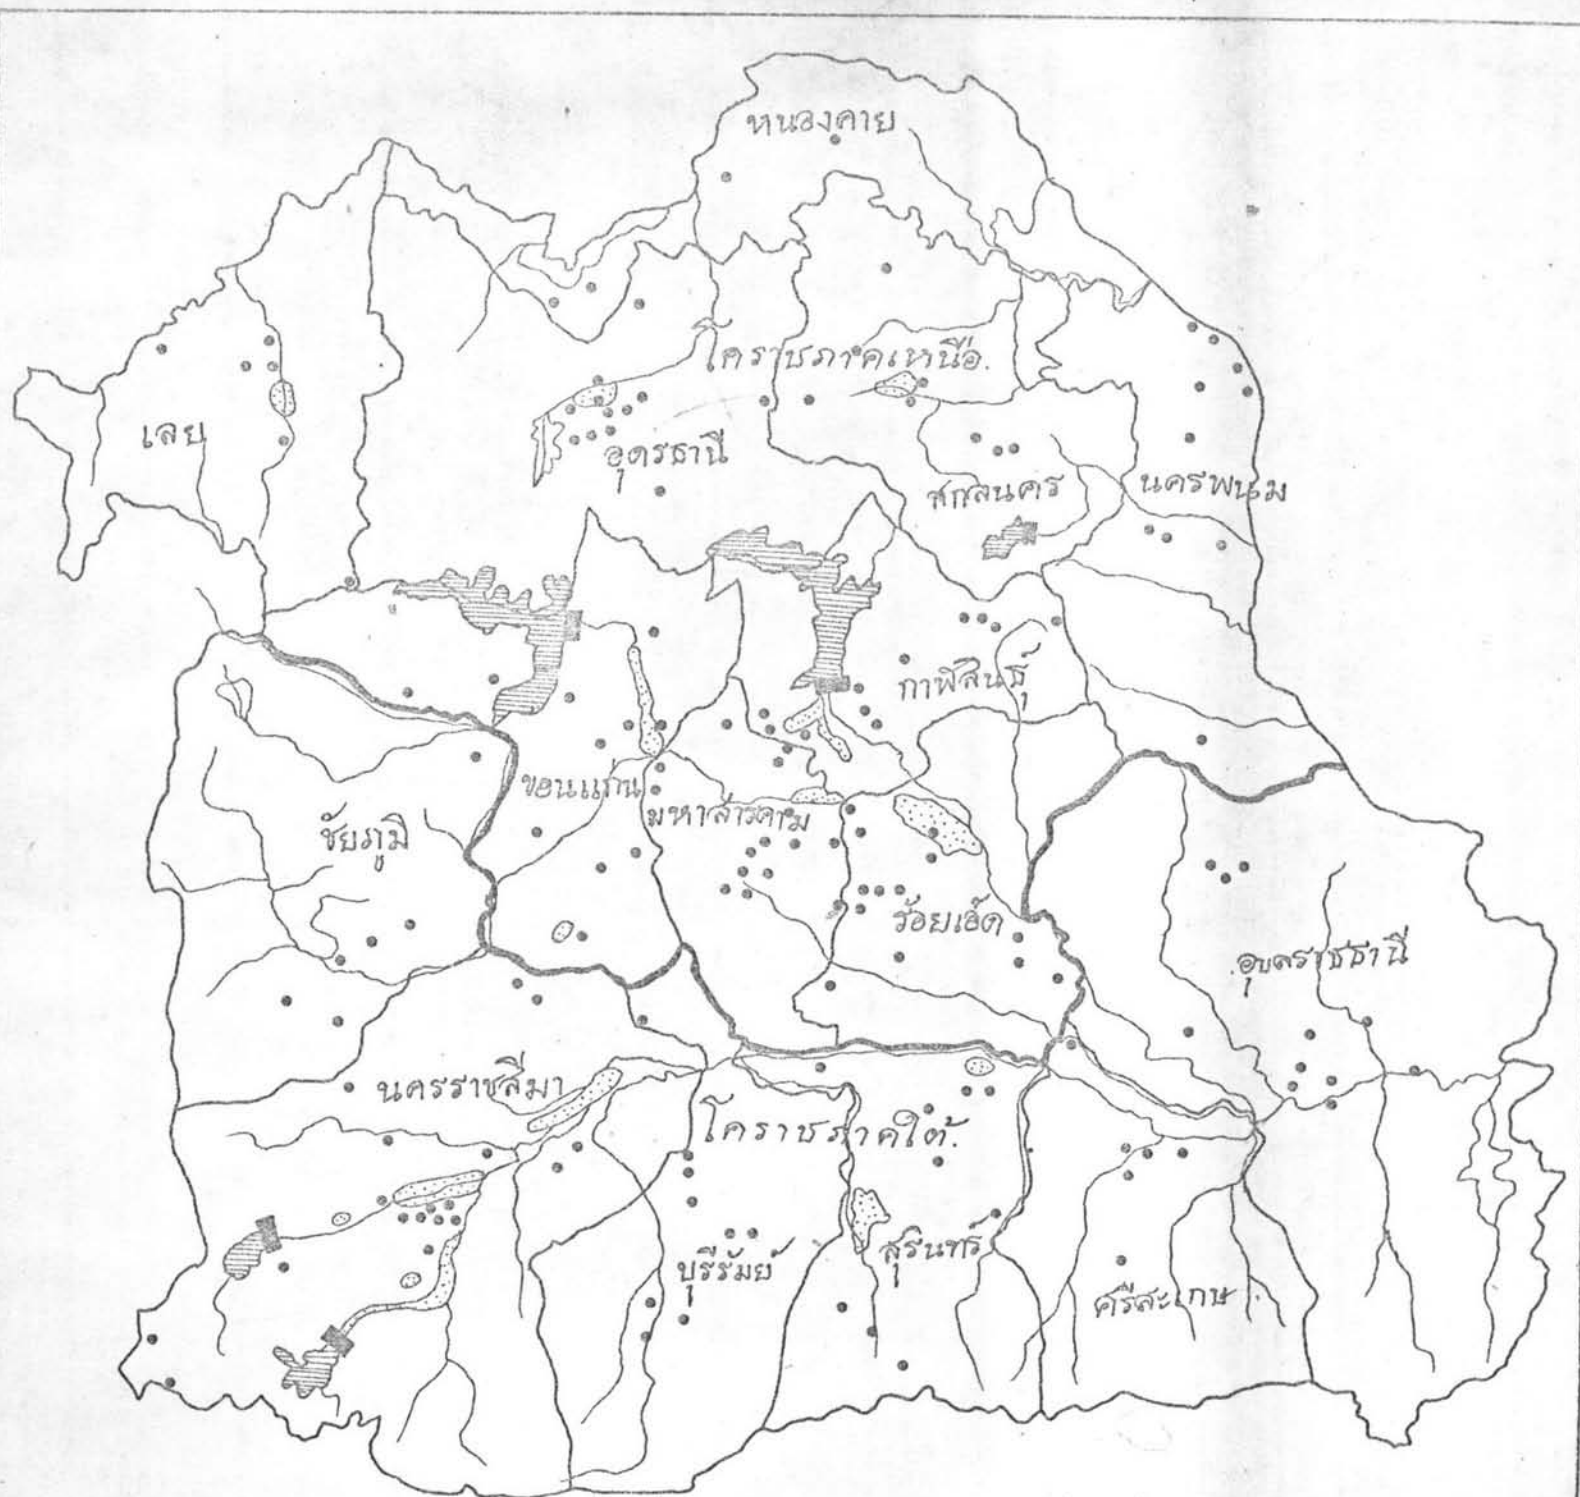 หนองคาย
โคราชภาคเหนือ.
เลย
อุดรธานี
สกลนคร
นครพนม
กาฬสินธุ์
ขอนแก่น
มหาสารคาม
ชัยภูมิ
ร้อยเอ็ด
อุบลราชธานี
นครราชสีมา
โคราชภาคใต้.
สุรินทร์
บุรีรัมย์
ศรีสะเกษ